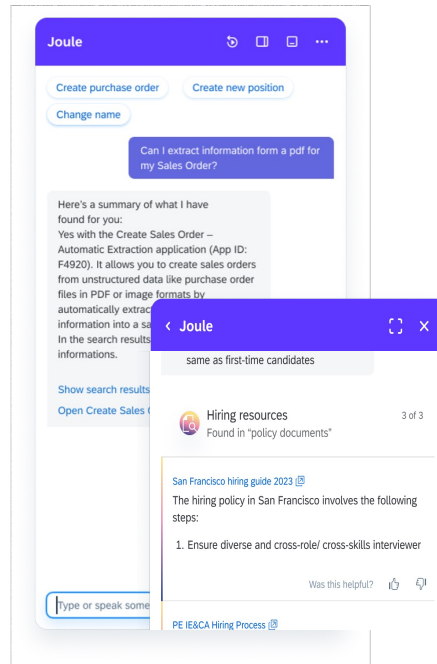 Joule
Create purchase order
Create new position
Change name
Can I extract information form a pdf for
my Sales Order?
Here's a summary of what I have
found for you:
Yes with the Create Sales Order –
Automatic Extraction application (App ID:
F4920). It allows you to create sales orders
from unstructured data like purchase order
files in PDF or image formats by
automatically
information into a
In the search results
informations.
Show search results
Open Create Sales
Type or speak
Joule
same as first-time candidates
Hiring resources
3 of 3
Found in "policy documents"
San Francisco hiring guide 2023
The hiring policy in San Francisco involves the following
steps:
1. Ensure diverse and cross-role/ cross-skills interviewer
Was this helpful?
PE IE&CA Hiring Process